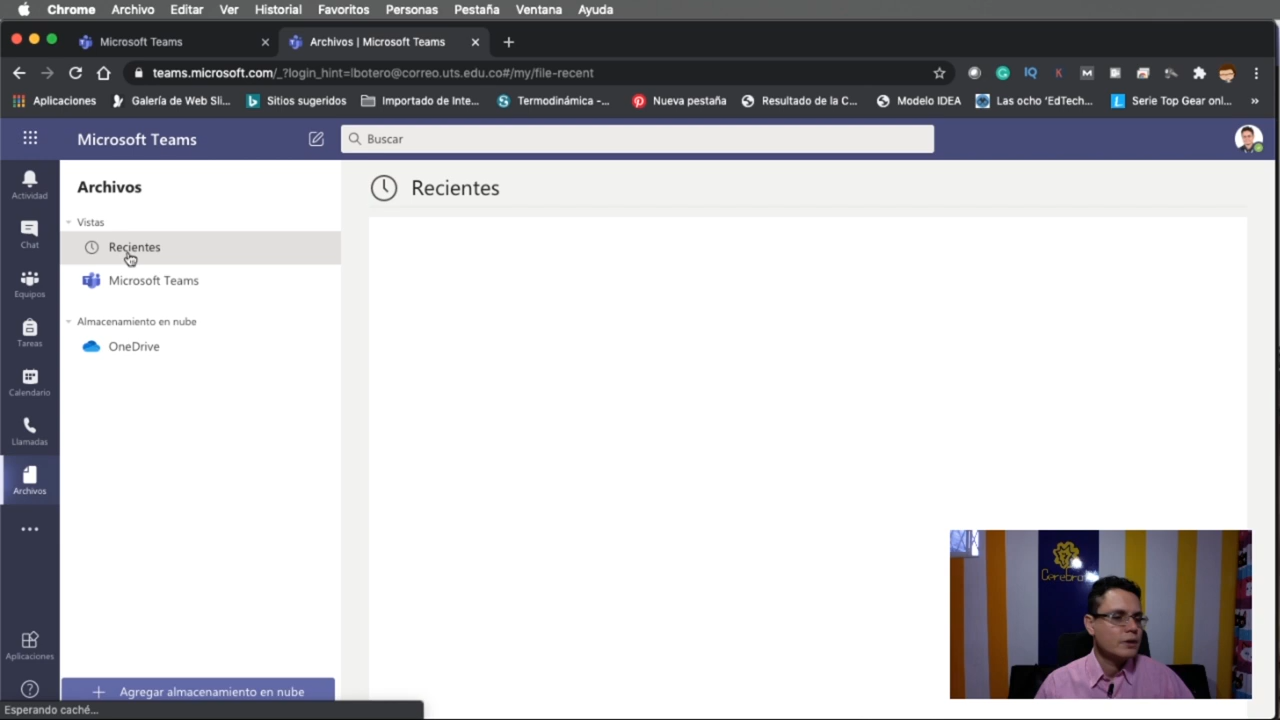 Chrome Archivo Editar Ver Historial Favoritos Personas Pestaña Ventana Ayuda
Microsoft Teams
Archivos | Microsoft Teams
teams.microsoft.com/_?login_hint=lbotero@correo.uts.edu.co#/my/file-recent
Aplicaciones Galería de Web Sli... Sitios sugeridos Importado de Inte... Termodinámica -... Nueva pestaña Resultado de la C... Modelo IDEA Las ocho 'EdTech... Serie Top Gear onl... »
Microsoft Teams
Buscar
Actividad
Chat
Equipos
Tareas
Calendario
Llamadas
Archivos
Aplicaciones
Archivos
Vistas
Recientes
Microsoft Teams
Almacenamiento en nube
OneDrive
+ Agregar almacenamiento en nube
Esperando caché...
Recientes